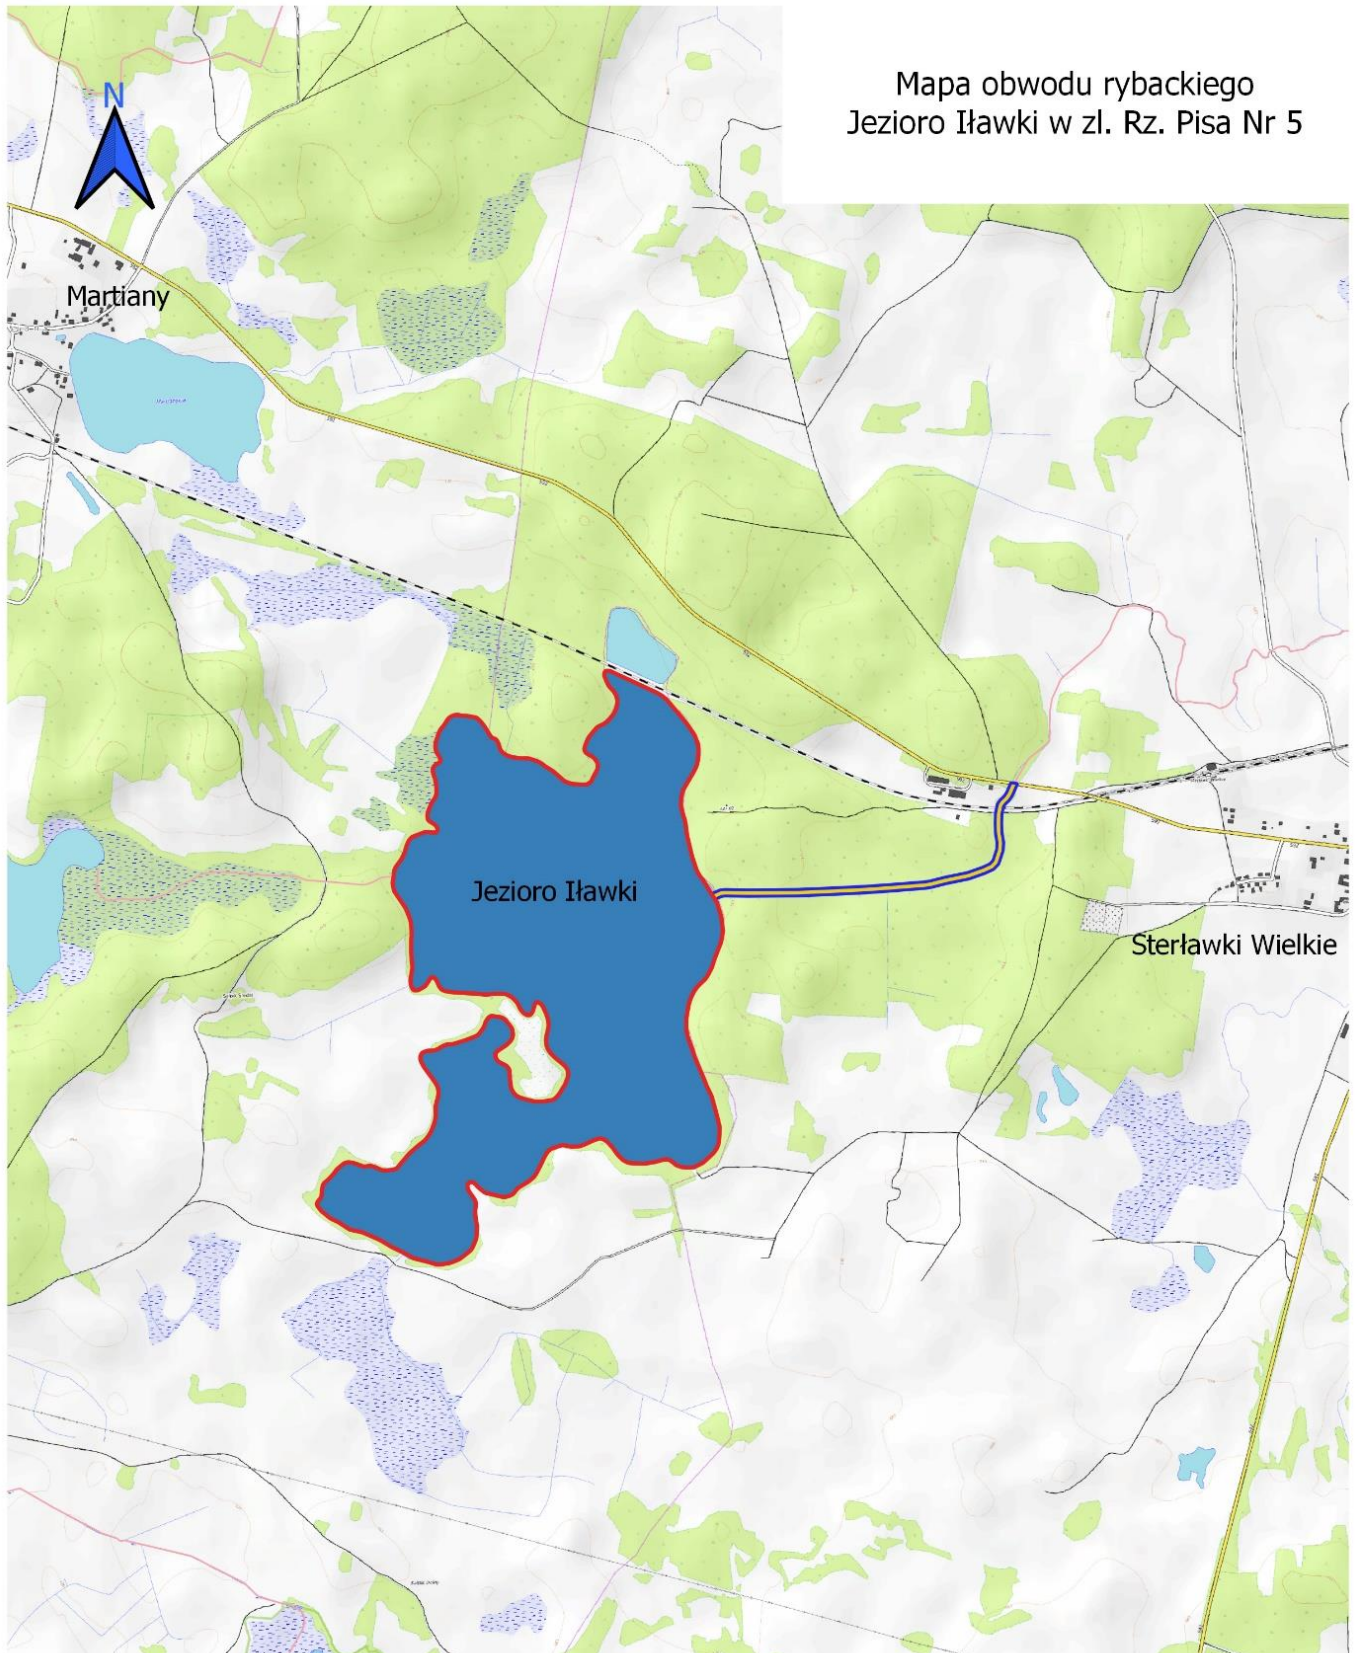 Mapa obwodu rybackiego
Jezioro Iławki w zl. Rz. Pisa Nr 5
N
Martiany
Jezioro Iławki
Sterławki Wielkie